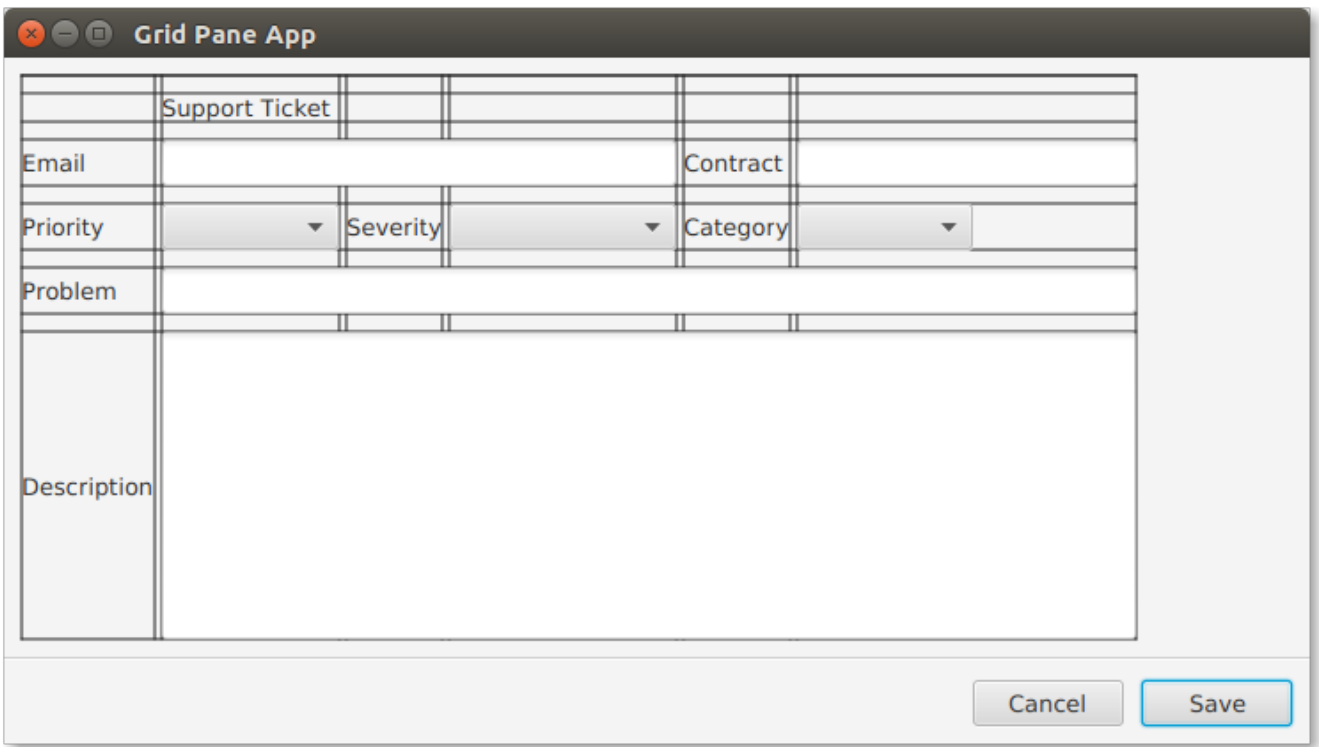 Grid Pane App
Support Ticket
Email Contract
Priority Severity Category
Problem
Description
Cancel Save